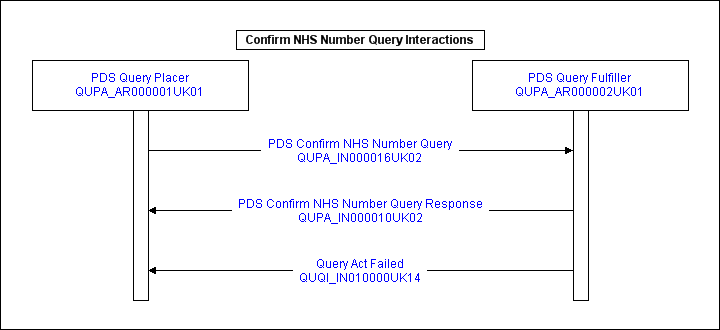 Confirm NHS Number Query Interactions
PDS Query Placer
QUPA_AR000001UK01
PDS Query Fulfiller
QUPA_AR000002UK01
PDS Confirm NHS Number Query
QUPA_IN000016UK02
PDS Confirm NHS Number Query Response
QUPA_IN000010UK02
Query Act Failed
QUQI_IN010000UK14